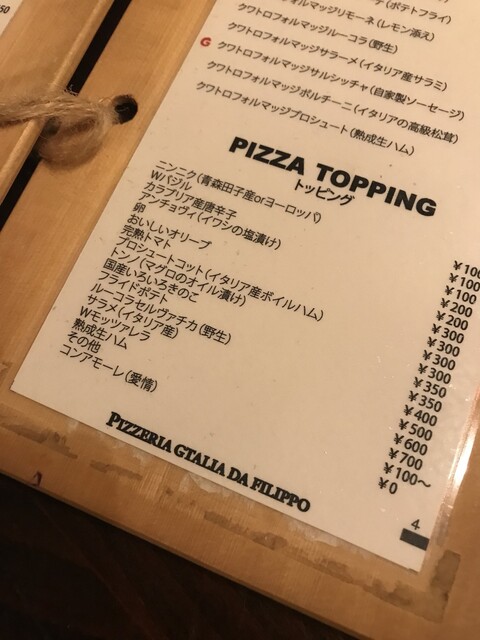 50
(ポテトフライ)
クワトロフォルマッジリモーネ(レモン添え)
クワトロフォルマッジルーコラ(野生)
G クワトロフォルマッジサラーメ(イタリア産サラミ)
クワトロフォルマッジサルシッチャ(自家製ソーセージ)
クワトロフォルマッジポルチーニ(イタリアの高級松茸)
クワトロフォルマッジプロシュート(熟成生ハム)
PIZZA TOPPING
トッピング
ニンニク(青森田子産orヨーロッパ) ¥100
Wバジル ¥100
カラブリア産唐辛子 ¥100
アンチョヴィ(イワシの塩漬け) ¥200
卵 ¥200
おいしいオリーブ ¥300
完熟トマト ¥300
プロシュートコット(イタリア産ボイルハム) ¥300
トンノ(マグロのオイル漬け) ¥300
国産いろいろきのこ ¥350
フライドポテト ¥350
ルーコラセルヴァチカ(野生) ¥400
サラメ(イタリア産) ¥500
Wモッツァレラ ¥600
熟成生ハム ¥700
その他 ¥100～
コンアモーレ(愛情) ¥0
PIZZERIA GTALIA DA FILIPPO
4